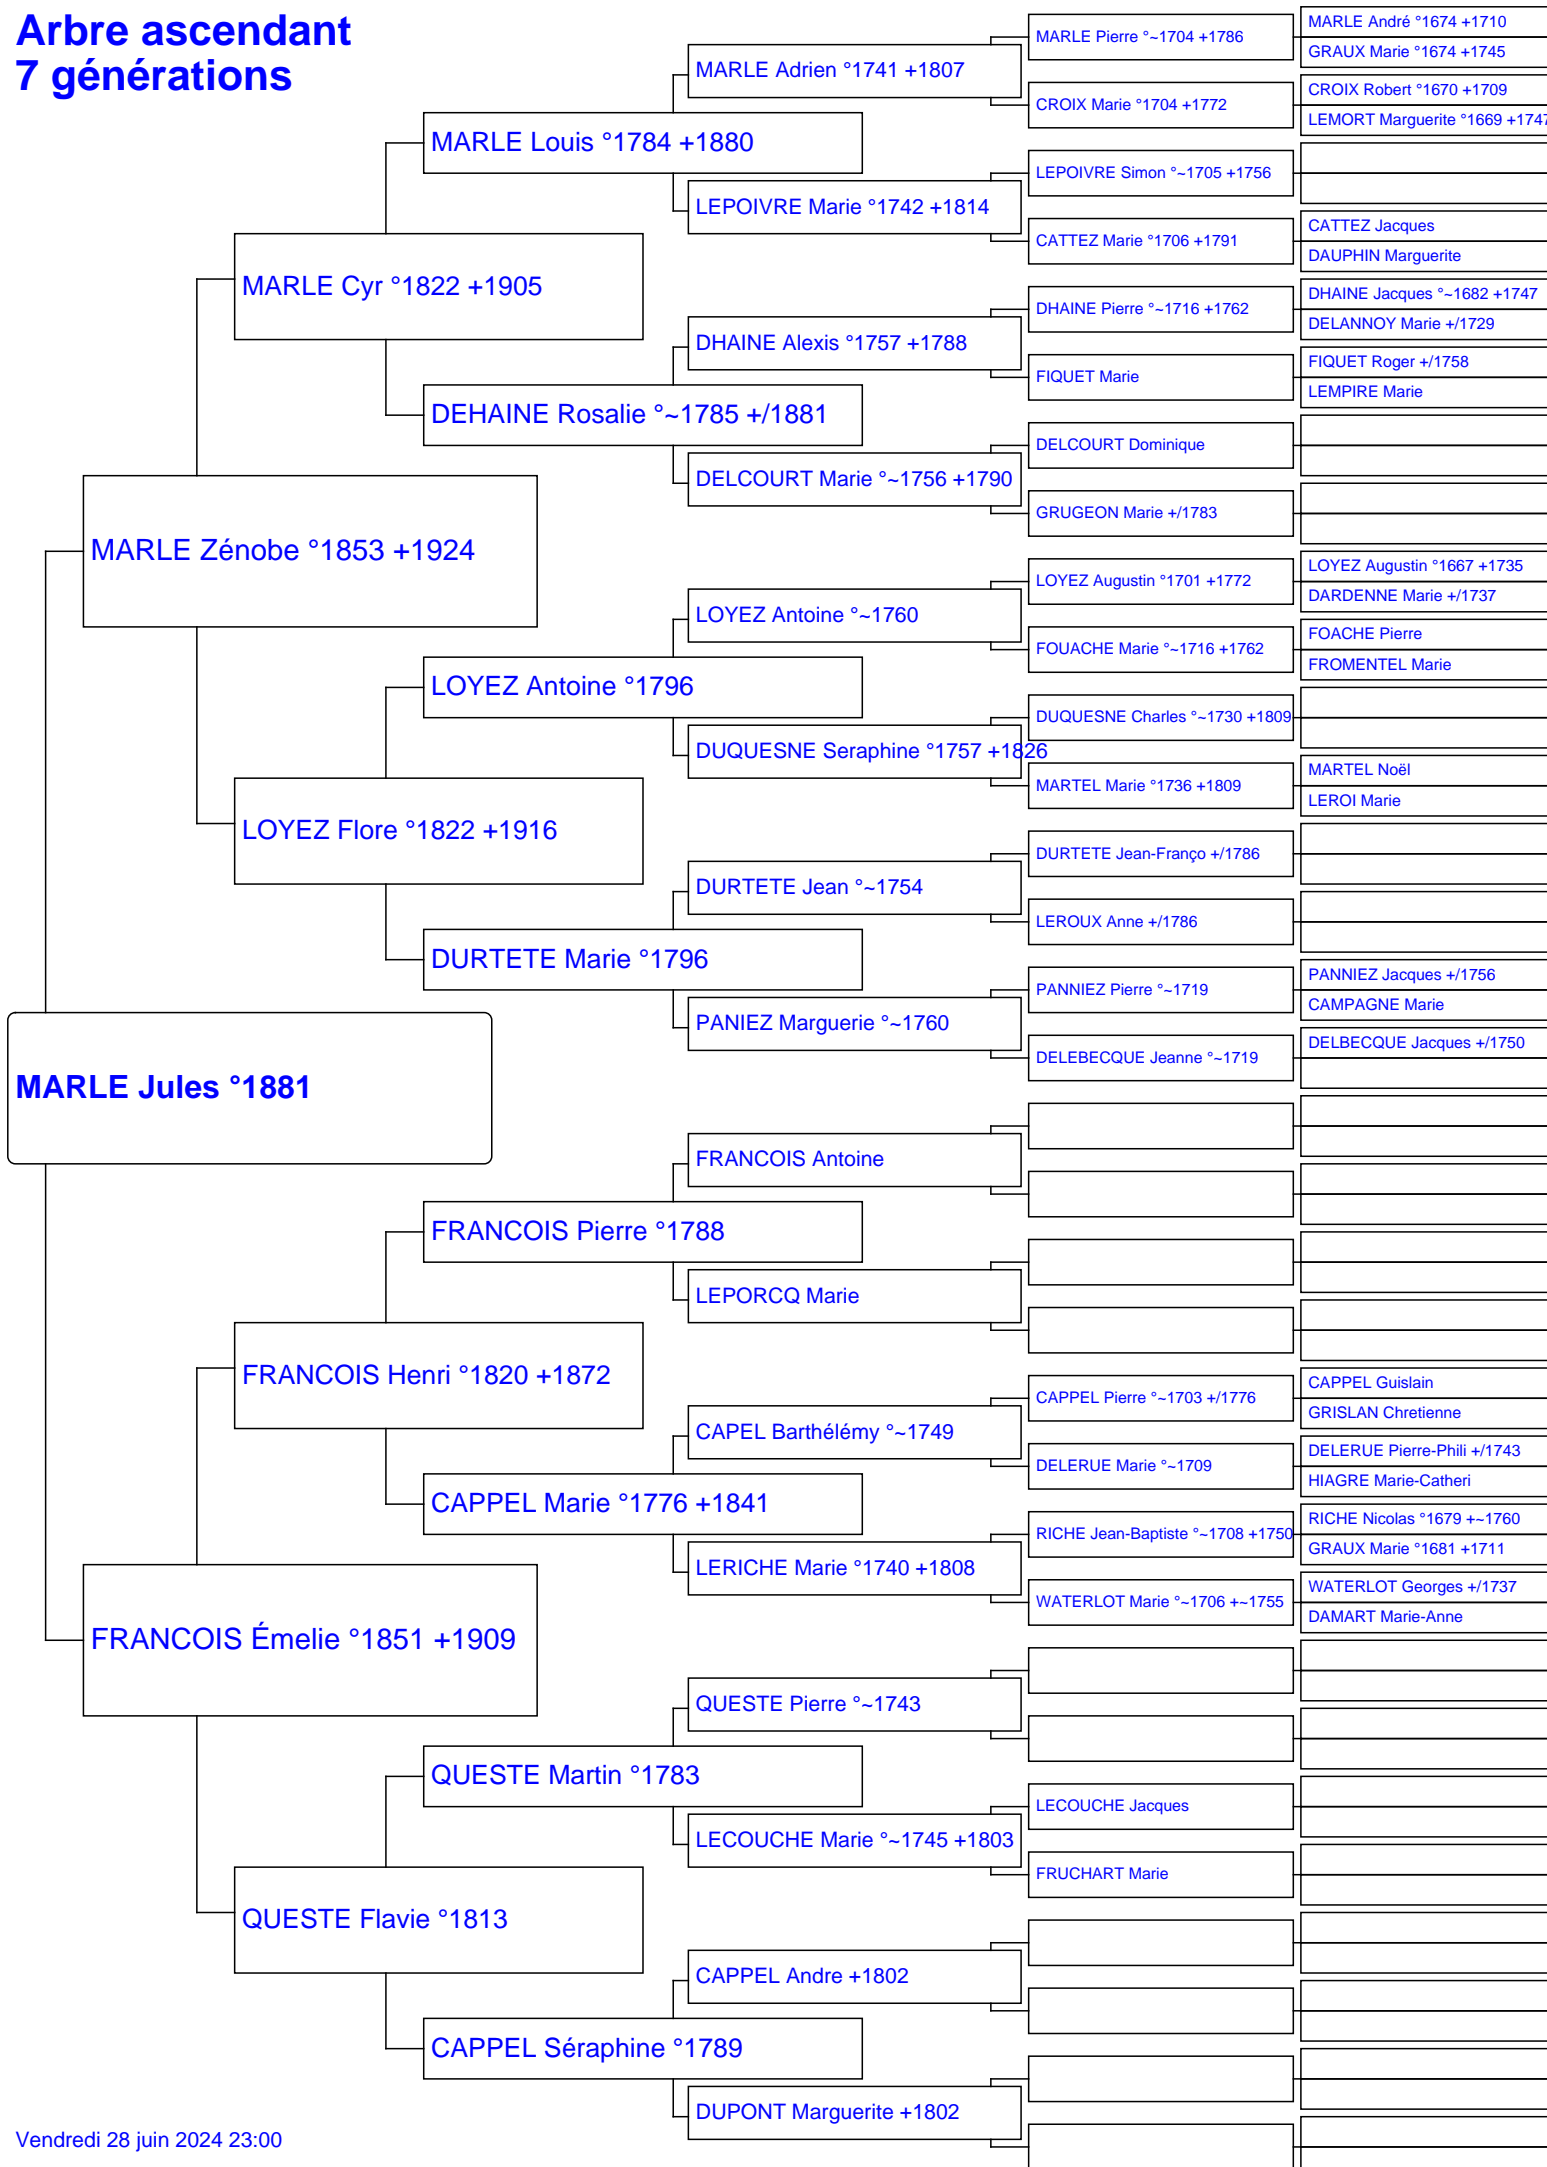 Arbre ascendant
7 générations
MARLE Jules °1881
MARLE Zénobe °1853 +1924
FRANCOIS Émelie °1851 +1909
MARLE Cyr °1822 +1905
LOYEZ Flore °1822 +1916
FRANCOIS Henri °1820 +1872
QUESTE Flavie °1813
MARLE Louis °1784 +1880
DEHAINE Rosalie °~1785 +/1881
LOYEZ Antoine °1796
DURTETE Marie °1796
FRANCOIS Pierre °1788
CAPPEL Marie °1776 +1841
QUESTE Martin °1783
CAPPEL Séraphine °1789
MARLE Adrien °1741 +1807
LEPOIVRE Marie °1742 +1814
DHAINE Alexis °1757 +1788
DELCOURT Marie °~1756 +1790
LOYEZ Antoine °~1760
DUQUESNE Seraphine °1757 +1826
DURTETE Jean °~1754
PANIEZ Marguerie °~1760
FRANCOIS Antoine
LEPORCQ Marie
CAPEL Barthélémy °~1749
LERICHE Marie °1740 +1808
QUESTE Pierre °~1743
LECOUCHE Marie °~1745 +1803
CAPPEL Andre +1802
DUPONT Marguerite +1802
MARLE Pierre °~1704 +1786
CROIX Marie °1704 +1772
LEPOIVRE Simon °~1705 +1756
CATTEZ Marie °1706 +1791
DHAINE Pierre °~1716 +1762
FIQUET Marie
DELCOURT Dominique
GRUGEON Marie +/1783
LOYEZ Augustin °1701 +1772
FOUACHE Marie °~1716 +1762
DUQUESNE Charles °~1730 +1809
MARTEL Marie °1736 +1809
DURTETE Jean-Franço +/1786
LEROUX Anne +/1786
PANNIEZ Pierre °~1719
DELEBECQUE Jeanne °~1719
CAPPEL Pierre °~1703 +/1776
DELERUE Marie °~1709
RICHE Jean-Baptiste °~1708 +1750
WATERLOT Marie °~1706 +~1755
LECOUCHE Jacques
FRUCHART Marie
MARLE André °1674 +1710
GRAUX Marie °1674 +1745
CROIX Robert °1670 +1709
LEMORT Marguerite °1669 +1747
CATTEZ Jacques
DAUPHIN Marguerite
DHAINE Jacques °~1682 +1747
DELANNOY Marie +/1729
FIQUET Roger +/1758
LEMPIRE Marie
LOYEZ Augustin °1667 +1735
DARDENNE Marie +/1737
FOACHE Pierre
FROMENTEL Marie
MARTEL Noël
LEROI Marie
PANNIEZ Jacques +/1756
CAMPAGNE Marie
DELBECQUE Jacques +/1750
CAPPEL Guislain
GRISLAN Chretienne
DELERUE Pierre-Phili +/1743
HIAGRE Marie-Catheri
RICHE Nicolas °1679 +~1760
GRAUX Marie °1681 +1711
WATERLOT Georges +/1737
DAMART Marie-Anne
Vendredi 28 juin 2024 23:00